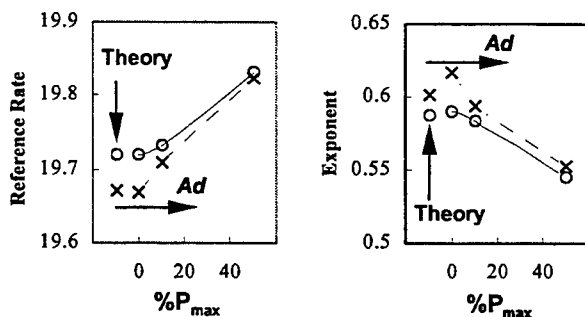 19.9
19.8
19.7
19.6
Reference Rate
Theory
Ad
0 20 40
%Pmax
0.65
0.6
0.55
0.5
Exponent
Ad
Theory
0 20 40
%Pmax